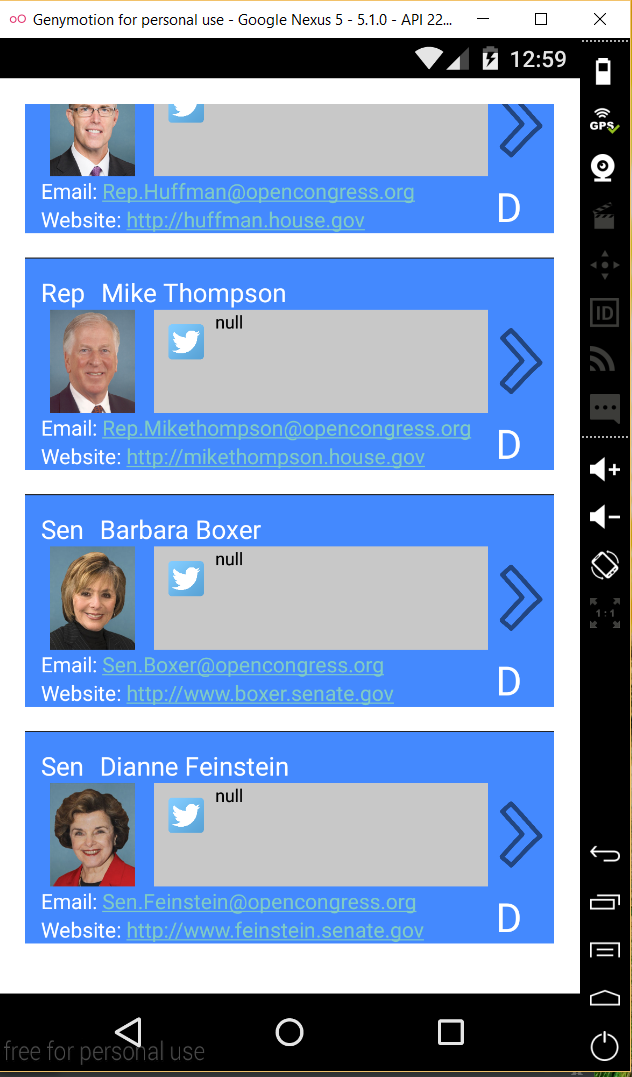 Genymotion for personal use - Google Nexus 5 - 5.1.0 - API 22...
12:59
GPS
Email: Rep.Huffman@opencongress.org
Website: http://huffman.house.gov
D
ID
Rep Mike Thompson
null
Email: Rep.Mikethompson@opencongress.org
Website: http://mikethompson.house.gov
D
Sen Barbara Boxer
null
1:1
Email: Sen.Boxer@opencongress.org
Website: http://www.boxer.senate.gov
D
Sen Dianne Feinstein
null
Email: Sen.Feinstein@opencongress.org
Website: http://www.feinstein.senate.gov
D
free for personal use